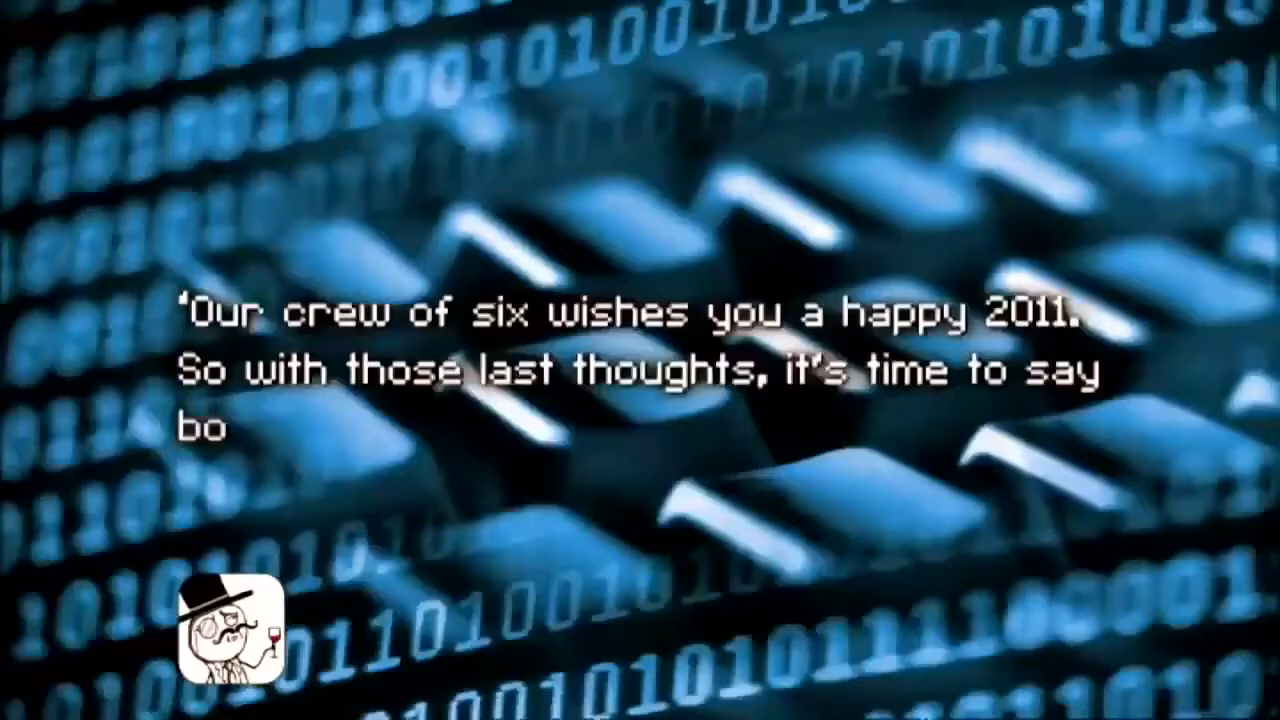 ‘Our crew of six wishes you a happy 2011.
So with those last thoughts, it's time to say
bo